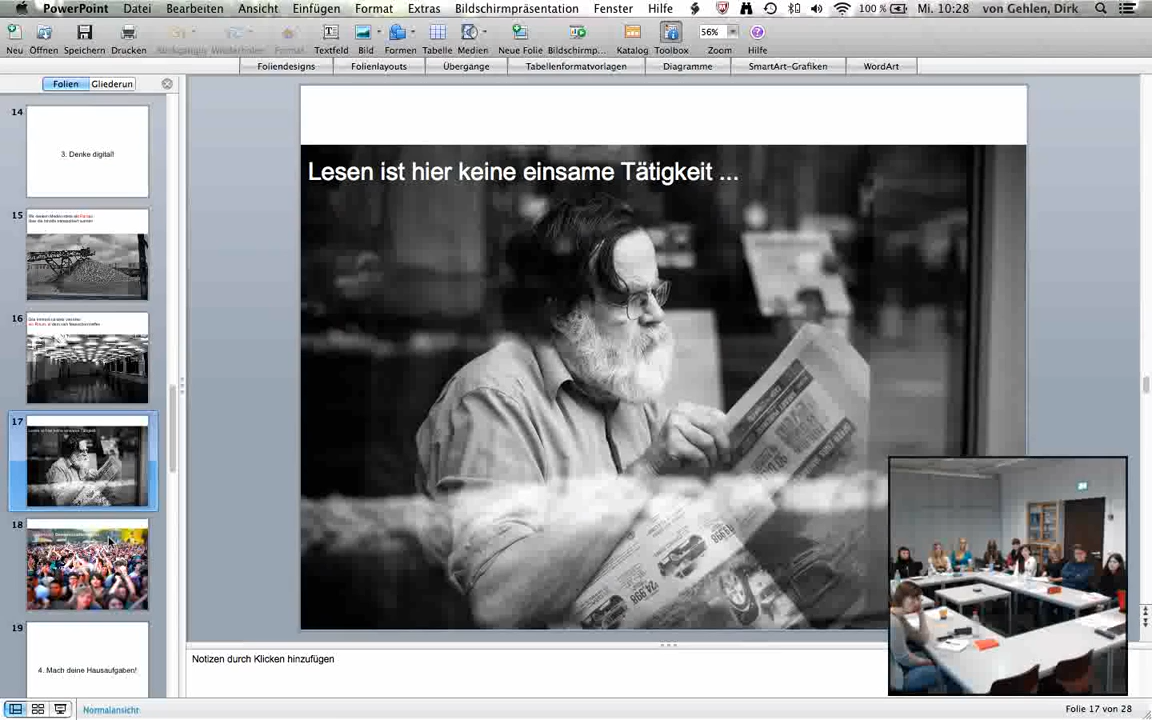 PowerPoint Datei Bearbeiten Ansicht Einfügen Format Extras Bildschirmpräsentation Fenster Hilfe 100 % Mi. 10:28 von Gehlen, Dirk
Neu Öffnen Speichern Drucken Rückgängig Wiederholen Format Textfeld Bild Formen Tabelle Medien Neue Folie Bildschirmp... Katalog Toolbox 56% Zoom Hilfe
Foliendesigns Folienlayouts Übergänge Tabellenformatvorlagen Diagramme SmartArt-Grafiken WordArt
Folien Gliederun
14
3. Denke digital!
15
16
17
18
19
4. Mach deine Hausaufgaben!
Lesen ist hier keine einsame Tätigkeit ...
Notizen durch Klicken hinzufügen
Normalansicht
Folie 17 von 28